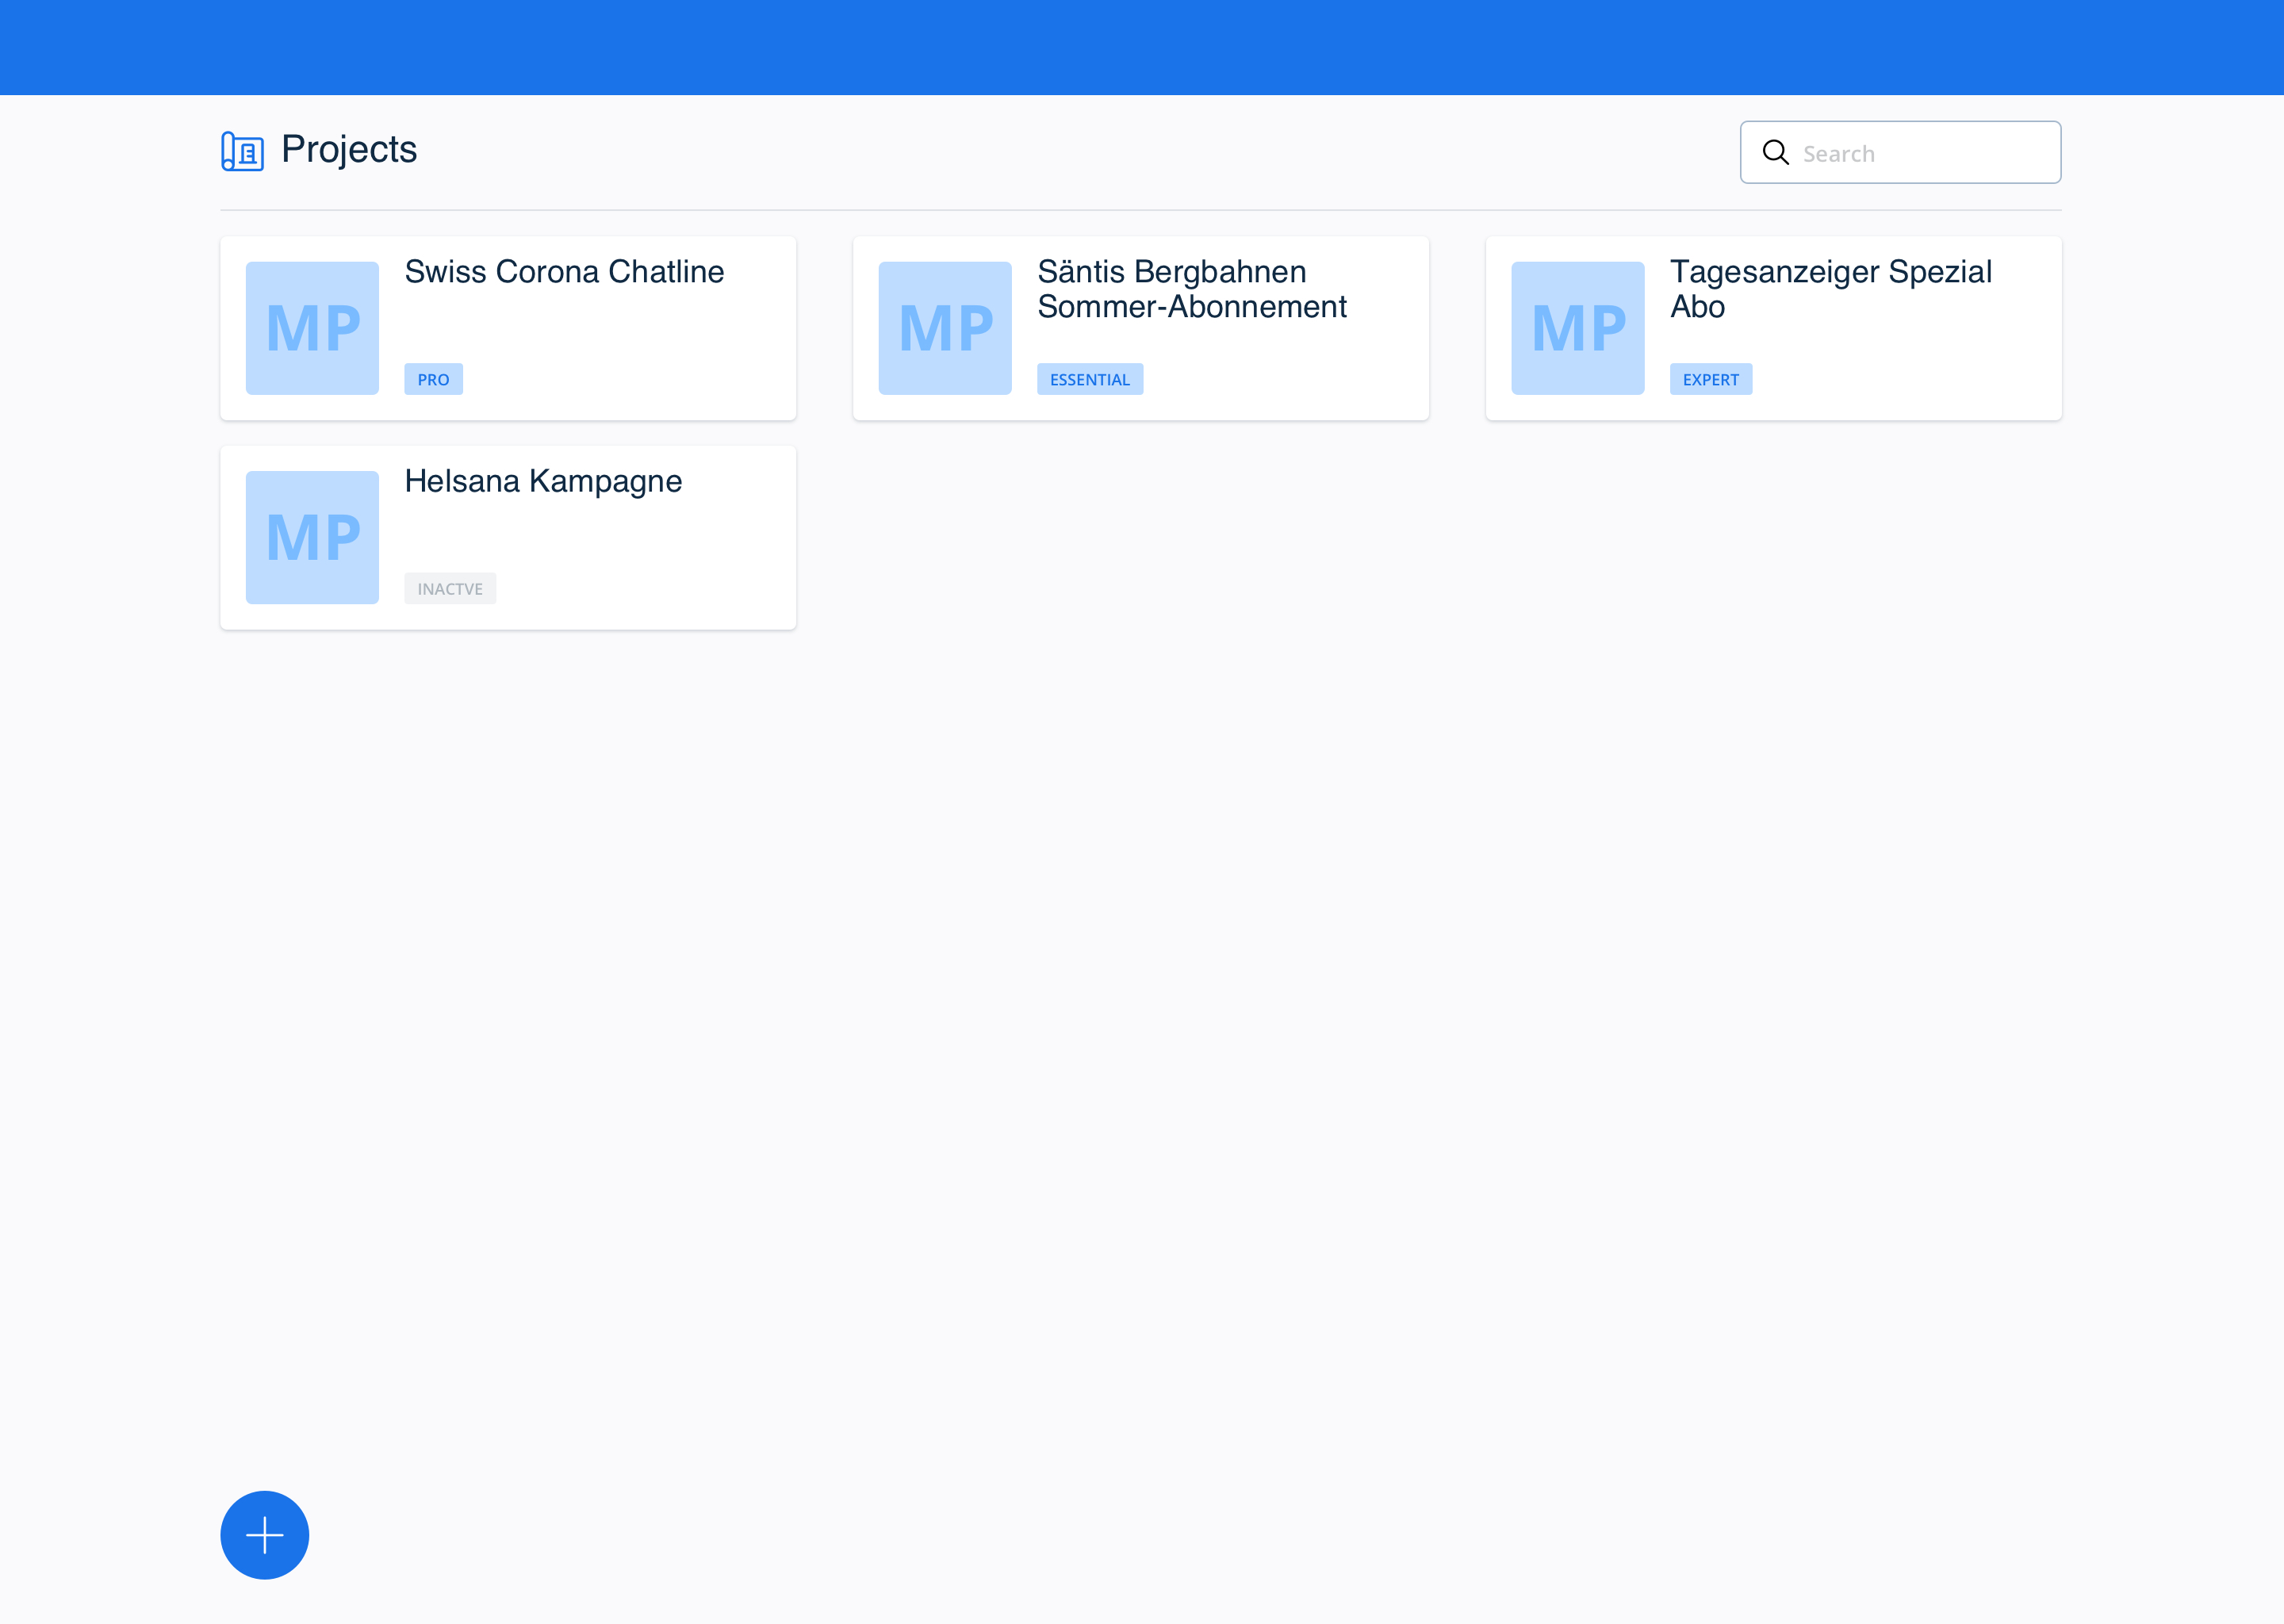 Projects
Search
MP
Swiss Corona Chatline
PRO
MP
Säntis Bergbahnen
Sommer-Abonnement
ESSENTIAL
MP
Tagesanzeiger Spezial
Abo
EXPERT
MP
Helsana Kampagne
INACTVE